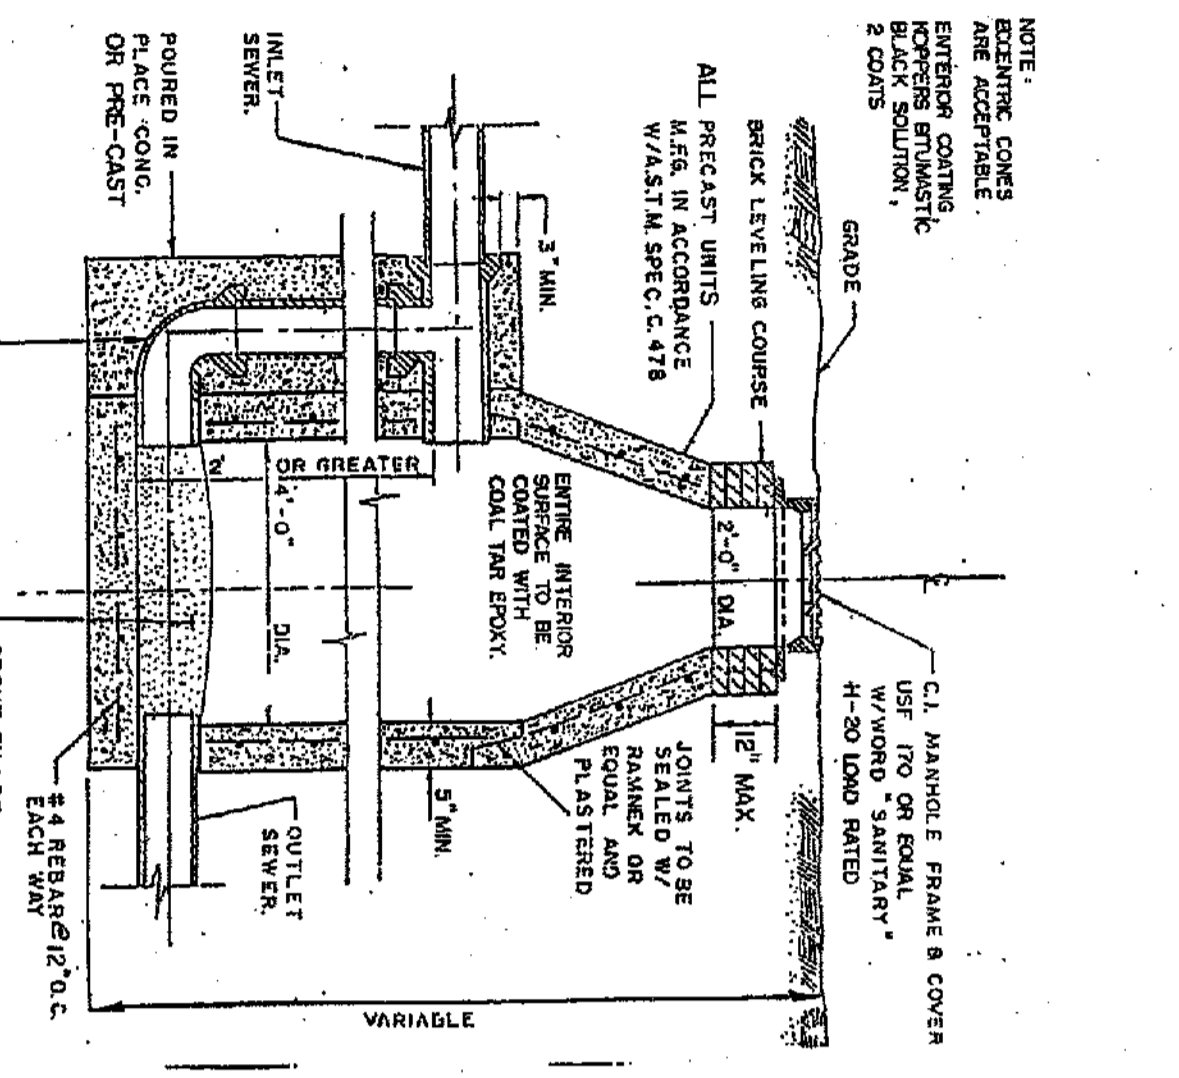 NOTE:
ECCENTRIC CONES
ARE ACCEPTABLE.
ENTERIOR COATING,
KOPPERS BITUMASTIC
BLACK SOLUTION,
2 COATS
GRADE
BRICK LEVELING COURSE
ALL PRECAST UNITS
M.F.G. IN ACCORDANCE
W/A.S.T.M. SPEC, C. 478
3" MIN.
INLET
SEWER.
POURED IN
PLACE CONC.
OR PRE-CAST
C.I. MANHOLE FRAME & COVER
USF 170 OR EQUAL
W/WORD "SANITARY"
H-20 LOAD RATED
2'-0" DIA.
12" MAX.
ENTIRE INTERIOR
SURFACE TO BE
COATED WITH
COAL TAR EPOXY.
JOINTS TO BE
SEALED W/
RAMNEK OR
EQUAL AND
PLASTERED
2' OR GREATER
4'-0" DIA.
5" MIN.
OUTLET
SEWER.
#4 REBAR@12"O.C.
EACH WAY
VARIABLE